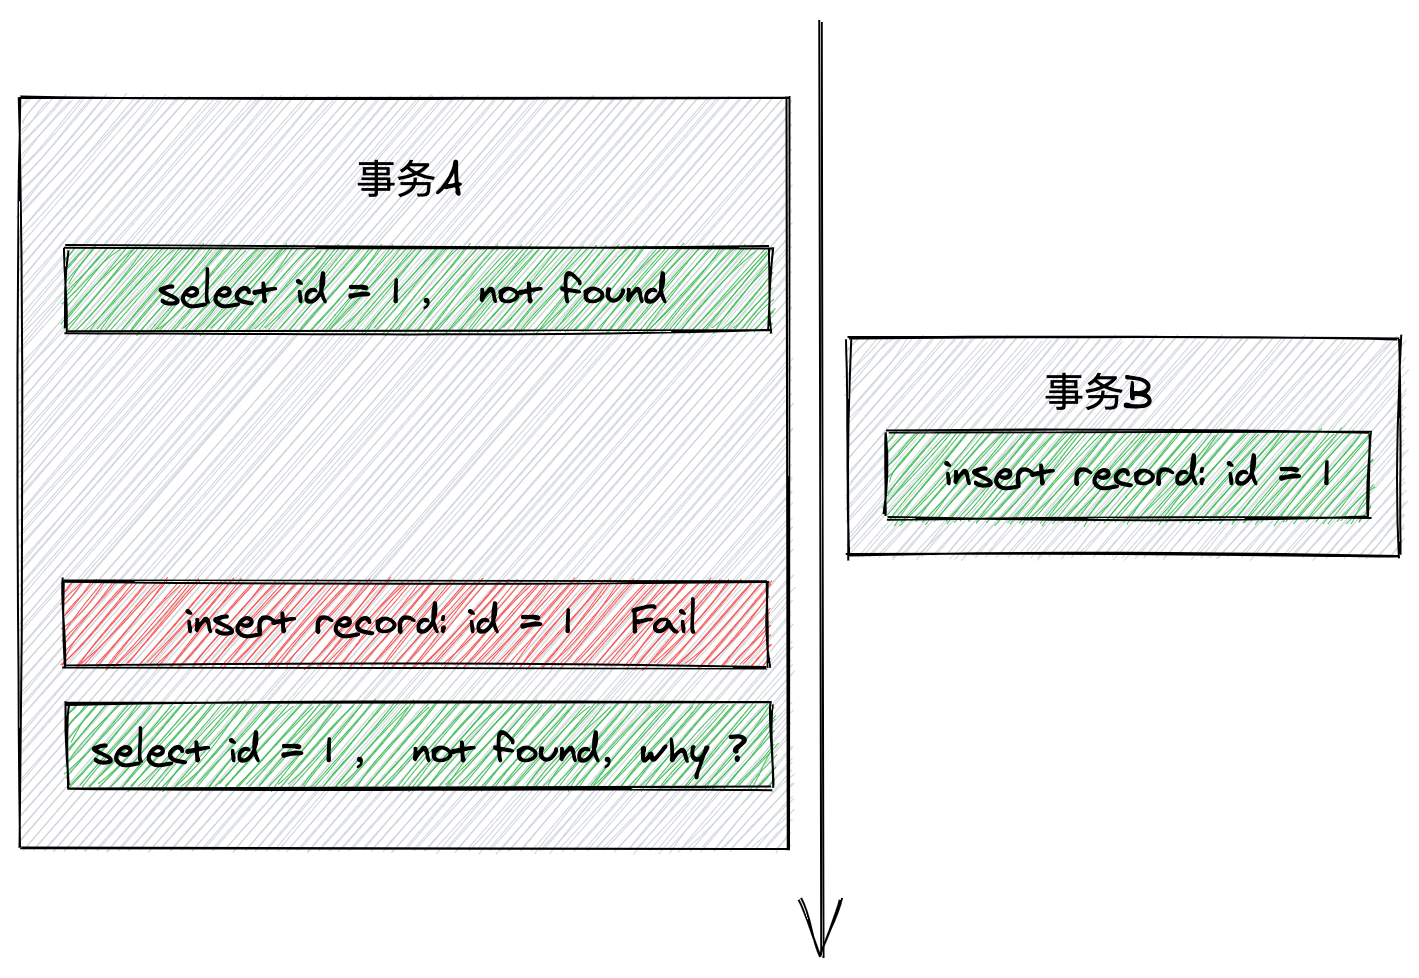 事务A
select id = 1 , not found
事务B
insert record: id = 1
insert record: id = 1 Fail
select id = 1 , not found, why ?